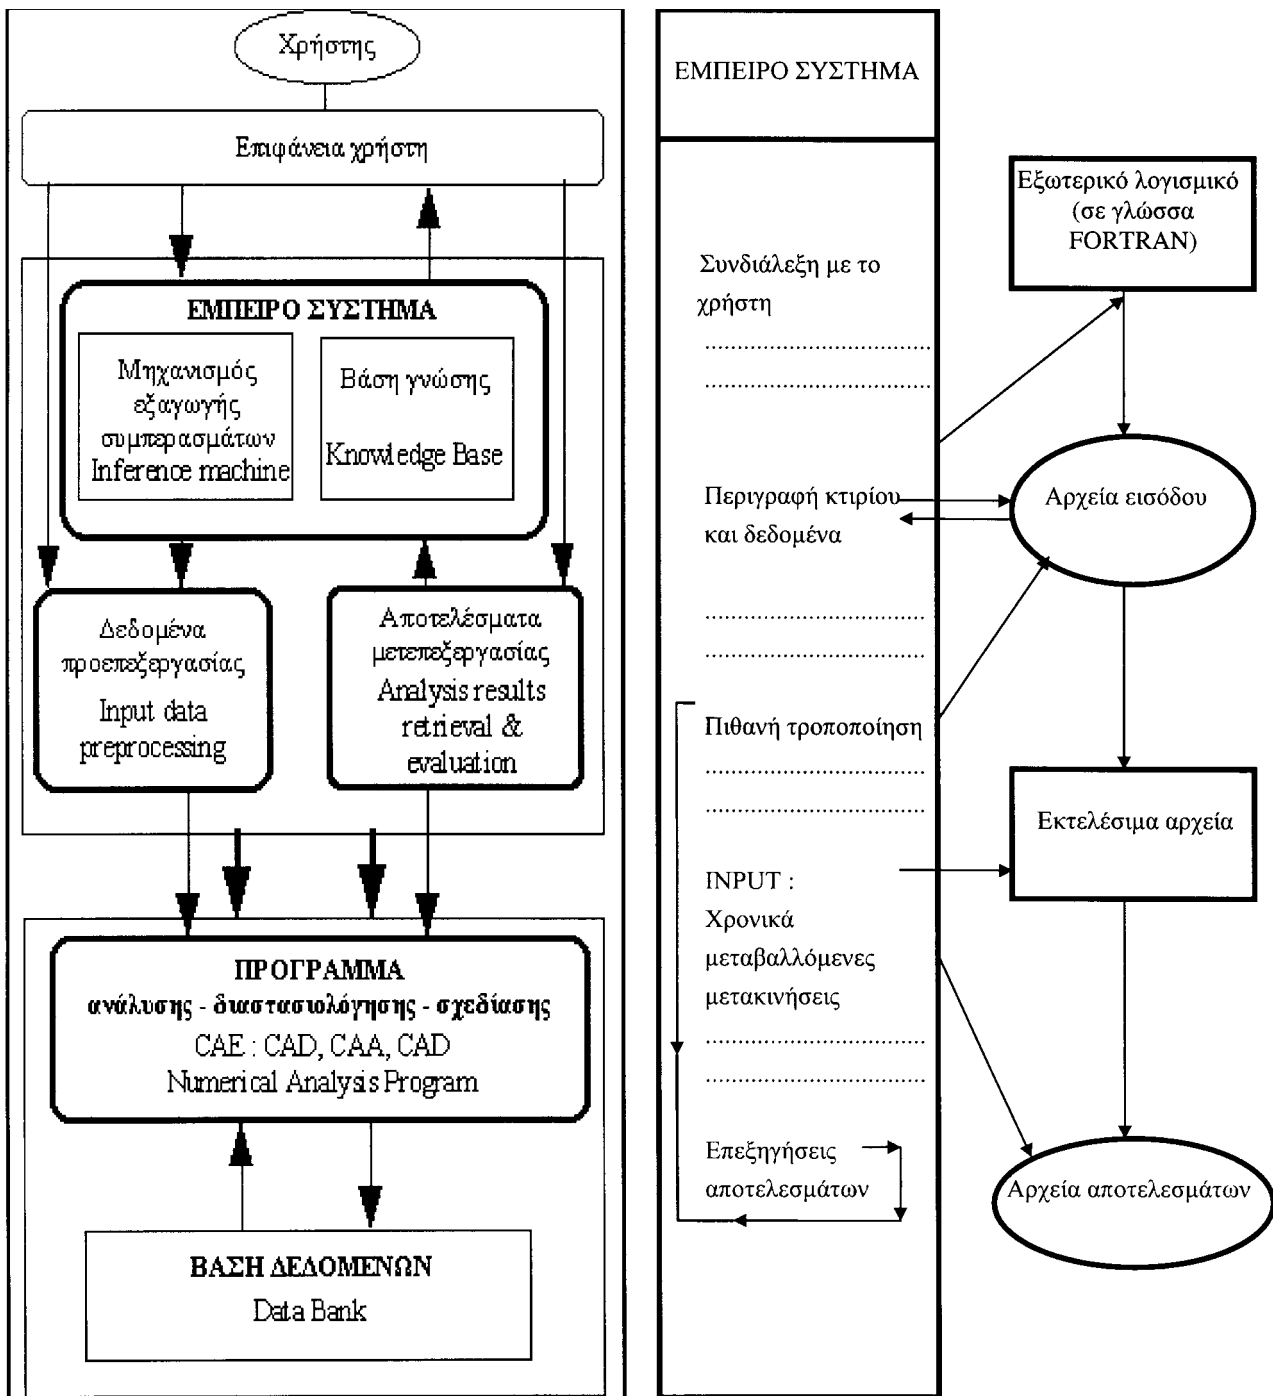 Χρήστης
Επιφάνεια χρήστη
ΕΜΠΕΙΡΟ ΣΥΣΤΗΜΑ
Μηχανισμός
εξαγωγής
συμπερασμάτων
Inference machine
Βάση γνώσης
Knowledge Base
Δεδομένα
προεπεξεργασίας
Input data
preprocessing
Αποτελέσματα
μετεπεξεργασίας
Analysis results
retrieval &
evaluation
ΠΡΟΓΡΑΜΜΑ
ανάλυσης - διαστασιολόγησης - σχεδίασης
CAE : CAD, CAA, CAD
Numerical Analysis Program
ΒΑΣΗ ΔΕΔΟΜΕΝΩΝ
Data Bank
ΕΜΠΕΙΡΟ ΣΥΣΤΗΜΑ
Συνδιάλεξη με το
χρήστη
................................
................................
Περιγραφή κτιρίου
και δεδομένα
...............................
...............................
Πιθανή τροποποίηση
...............................
...............................
INPUT :
Χρονικά
μεταβαλλόμενες
μετακινήσεις
...............................
...............................
Επεξηγήσεις
αποτελεσμάτων
Εξωτερικό λογισμικό
(σε γλώσσα
FORTRAN)
Αρχεία εισόδου
Εκτελέσιμα αρχεία
Αρχεία αποτελεσμάτων